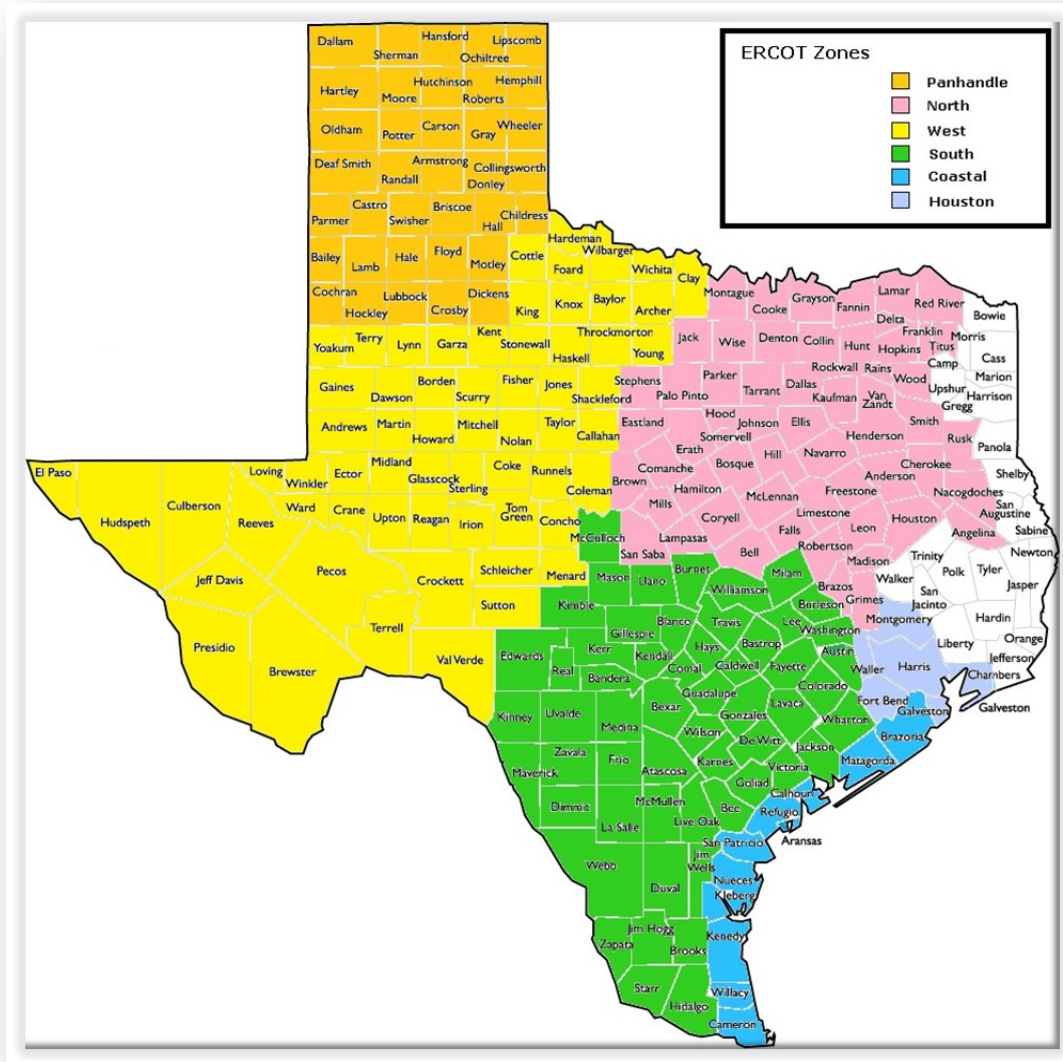 ERCOT Zones
Panhandle
North
West
South
Coastal
Houston
Dallam
Sherman
Hansford
Ochiltree
Lipscomb
Hartley
Moore
Hutchinson
Roberts
Hemphill
Oldham
Potter
Carson
Gray
Wheeler
Deaf Smith
Randall
Armstrong
Donley
Collingsworth
Parmer
Castro
Swisher
Briscoe
Hall
Childress
Bailey
Lamb
Hale
Floyd
Motley
Cottle
Hardeman
Foard
Wilbarger
Wichita
Clay
Cochran
Hockley
Lubbock
Crosby
Dickens
King
Knox
Baylor
Archer
Montague
Cooke
Grayson
Fannin
Lamar
Red River
Bowie
Delta
Franklin
Titus
Morris
Cass
Yoakum
Terry
Lynn
Garza
Kent
Stonewall
Haskell
Throckmorton
Young
Jack
Wise
Denton
Collin
Hunt
Hopkins
Camp
Marion
Upshur
Harrison
Gregg
Gaines
Dawson
Borden
Scurry
Fisher
Jones
Shackleford
Stephens
Palo Pinto
Parker
Tarrant
Dallas
Rockwall
Kaufman
Rains
Van
Zandt
Wood
Smith
Andrews
Martin
Howard
Mitchell
Nolan
Taylor
Callahan
Eastland
Erath
Hood
Somervell
Johnson
Ellis
Henderson
Rusk
Panola
El Paso
Hudspeth
Culberson
Loving
Winkler
Ector
Midland
Glasscock
Sterling
Coke
Runnels
Coleman
Comanche
Brown
Bosque
Hill
Navarro
Cherokee
Anderson
Shelby
Reeves
Ward
Crane
Upton
Reagan
Irion
Tom
Green
Concho
McCulloch
Mills
Hamilton
McLennan
Freestone
Nacogdoches
San
Augustine
Sabine
San Saba
Lampasas
Coryell
Falls
Limestone
Leon
Houston
Angelina
Newton
Jeff Davis
Pecos
Crockett
Schleicher
Menard
Mason
Llano
Burnet
Bell
Williamson
Milam
Robertson
Madison
Brazos
Grimes
Walker
Trinity
Polk
Tyler
Jasper
San
Jacinto
Hardin
Orange
Presidio
Brewster
Terrell
Sutton
Val Verde
Kimble
Gillespie
Blanco
Travis
Lee
Burleson
Washington
Montgomery
Liberty
Jefferson
Edwards
Real
Kerr
Bandera
Kendall
Comal
Hays
Caldwell
Bastrop
Fayette
Austin
Waller
Harris
Chambers
Galveston
Kinney
Uvalde
Medina
Bexar
Guadalupe
Gonzales
Lavaca
Colorado
Wharton
Fort Bend
Galveston
Brazoria
Maverick
Zavala
Frio
Atascosa
Wilson
Karnes
De Witt
Jackson
Matagorda
Dimmit
La Salle
McMullen
Live Oak
Bee
Goliad
Victoria
Calhoun
Refugio
Aransas
San Patricio
Webb
Duval
Jim
Wells
Nueces
Kleberg
Zapata
Jim Hogg
Brooks
Kenedy
Starr
Hidalgo
Willacy
Cameron